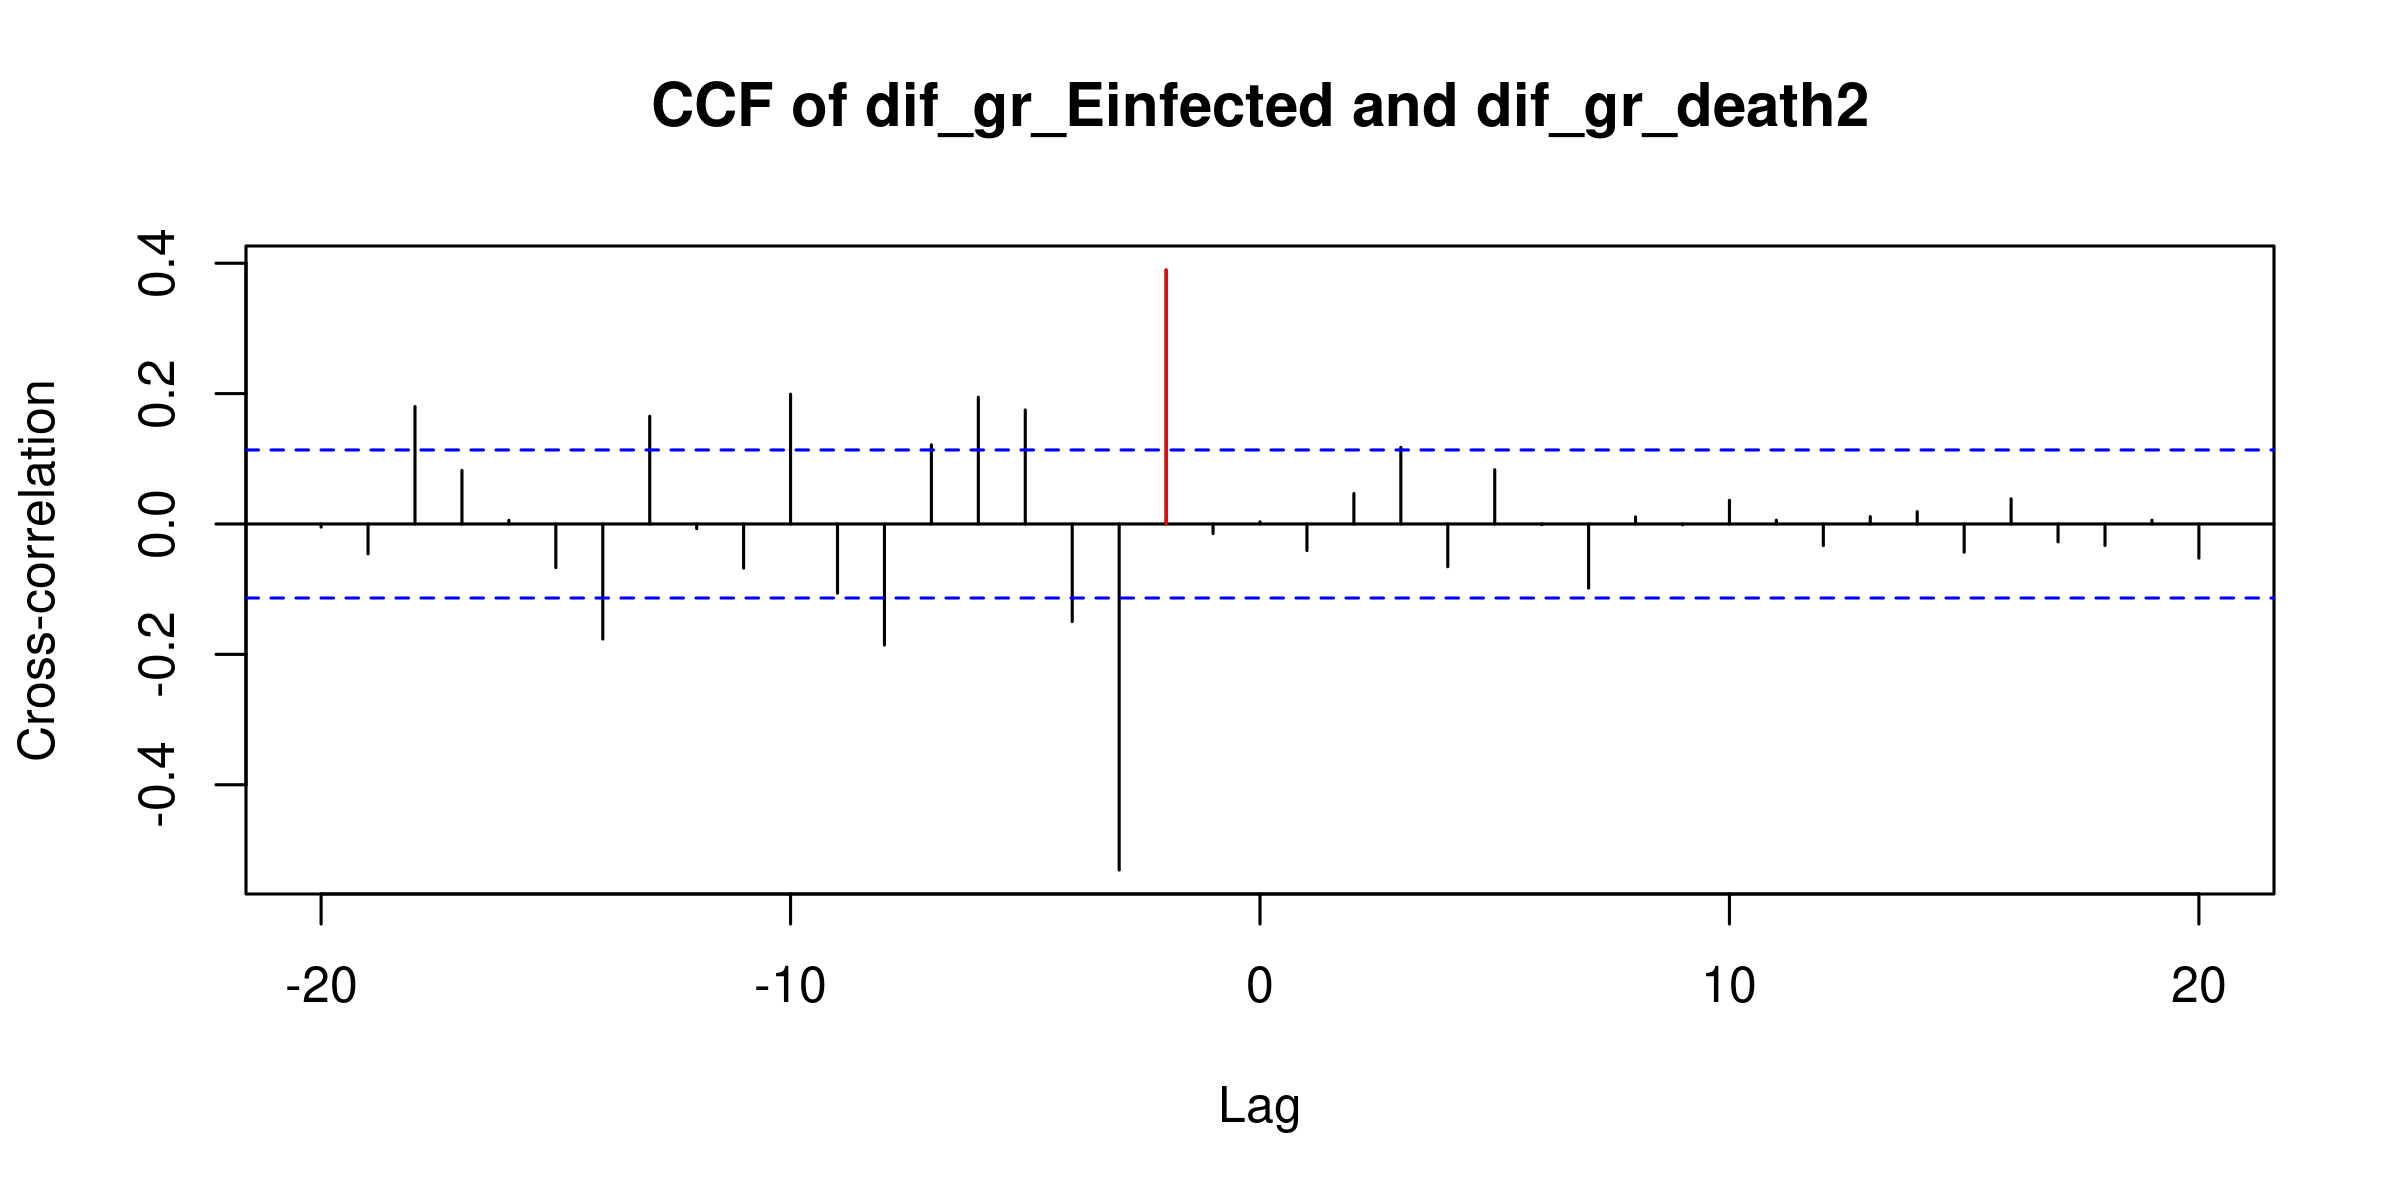 CCF of dif_gr_Einfected and dif_gr_death2
Cross-correlation
0.4
0.2
0.0
-0.2
-0.4
-20 -10 0 10 20
Lag